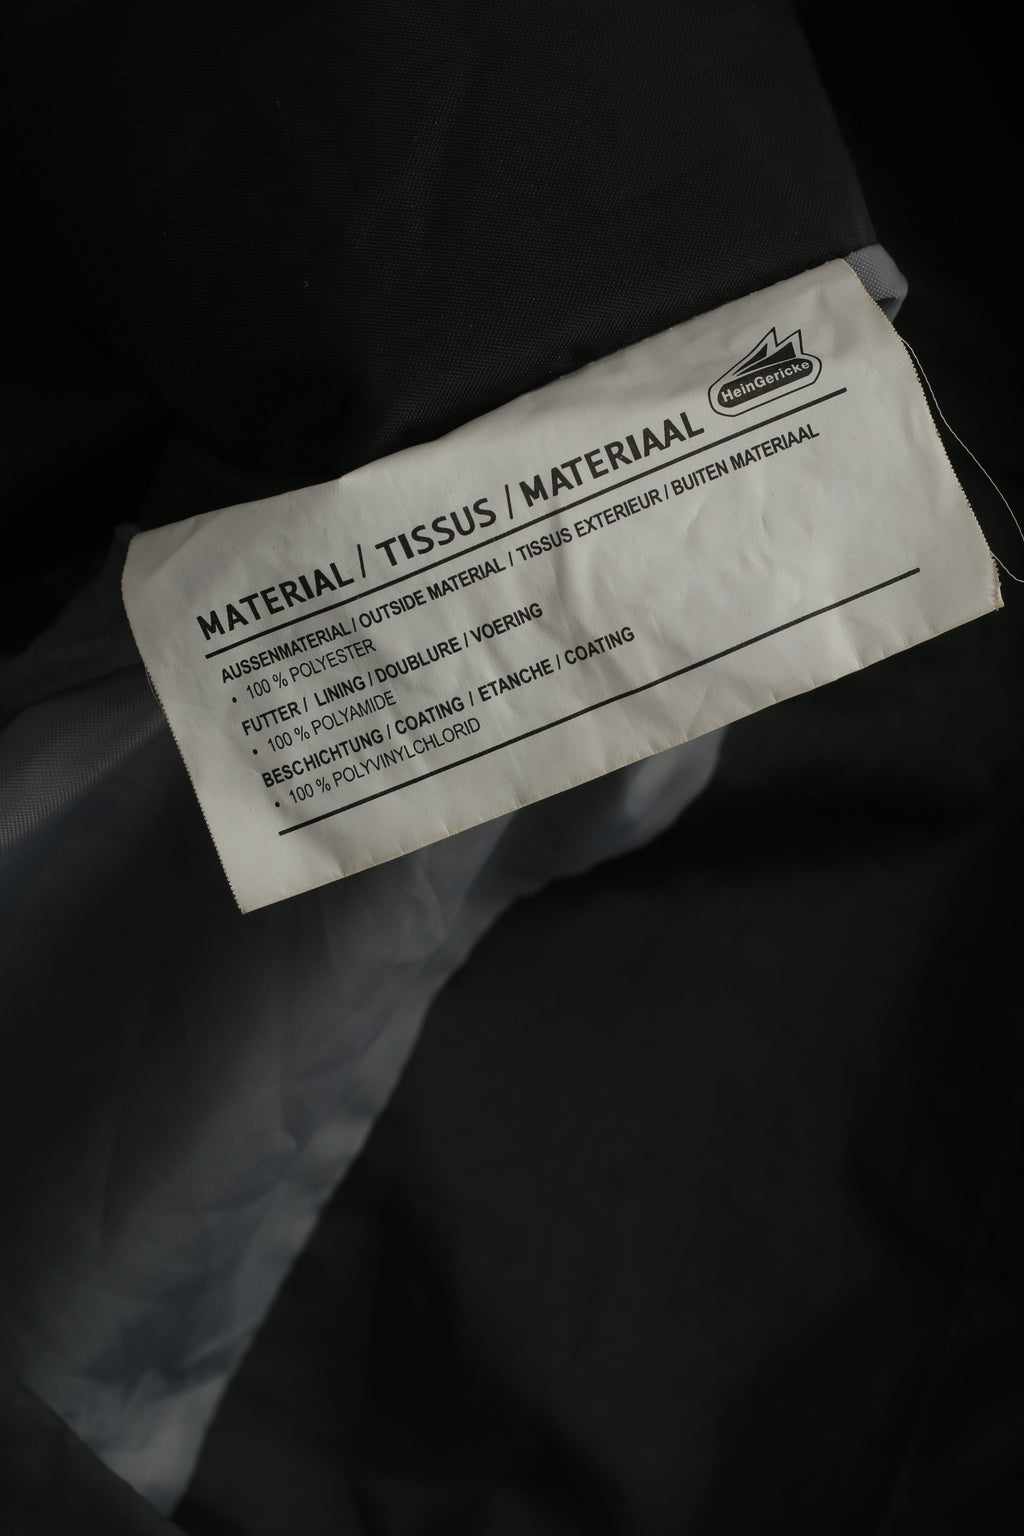 HeinGericke
MATERIAL / TISSUS / MATERIAAL
AUSSENMATERIAL / OUTSIDE MATERIAL / TISSUS EXTERIEUR / BUITEN MATERIAAL
• 100 % POLYESTER
FUTTER / LINING / DOUBLURE / VOERING
• 100 % POLYAMIDE
BESCHICHTUNG / COATING / ETANCHE / COATING
• 100 % POLYVINYLCHLORID